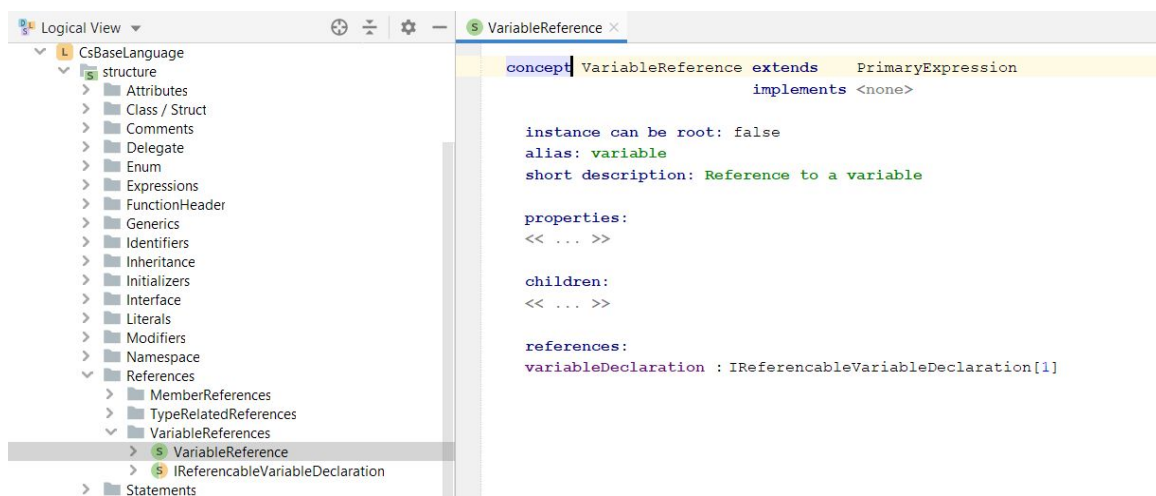 Logical View
CsBaseLanguage
structure
Attributes
Class / Struct
Comments
Delegate
Enum
Expressions
FunctionHeader
Generics
Identifiers
Inheritance
Initializers
Interface
Literals
Modifiers
Namespace
References
MemberReferences
TypeRelatedReferences
VariableReferences
S VariableReference
S IReferencableVariableDeclaration
Statements
S VariableReference
concept VariableReference extends PrimaryExpression
implements <none>
instance can be root: false
alias: variable
short description: Reference to a variable
properties:
<< ... >>
children:
<< ... >>
references:
variableDeclaration : IReferencableVariableDeclaration[1]